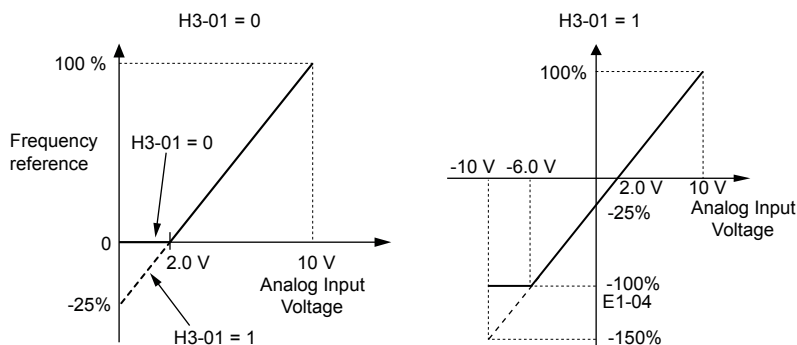 H3-01 = 0
100 %
H3-01 = 0
Frequency
reference
0
2.0 V
10 V
Analog Input
Voltage
-25%
H3-01 = 1
H3-01 = 1
100%
-10 V
-6.0 V
2.0 V
10 V
Analog Input
Voltage
-25%
-100%
E1-04
-150%